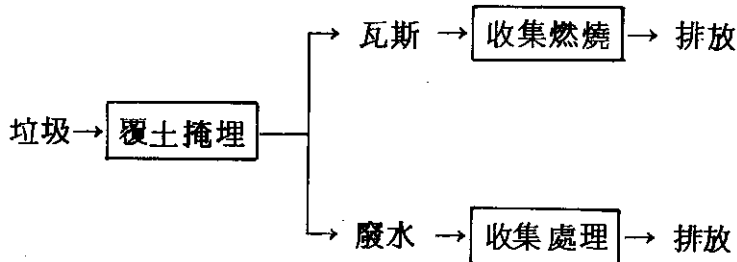 瓦斯 → 收集燃燒 → 排放
垃圾→ 覆土掩埋
廢水 → 收集處理 → 排放